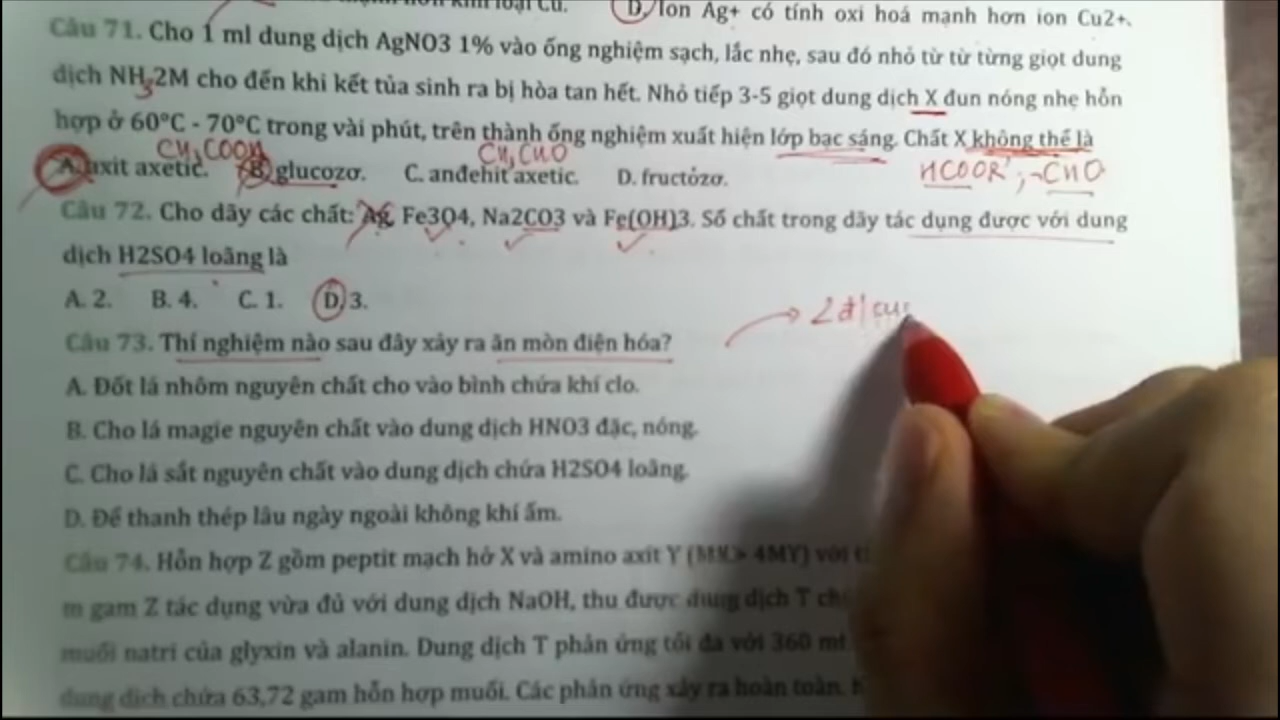 khí loại Cu. D. Ion Ag+ có tính oxi hoá mạnh hơn ion Cu2+.
Câu 71. Cho 1 ml dung dịch AgNO3 1% vào ống nghiệm sạch, lắc nhẹ, sau đó nhỏ từ từ từng giọt dung
dịch NH3 2M cho đến khi kết tủa sinh ra bị hòa tan hết. Nhỏ tiếp 3-5 giọt dung dịch X đun nóng nhẹ hỗn
hợp ở 60°C - 70°C trong vài phút, trên thành ống nghiệm xuất hiện lớp bạc sáng. Chất X không thể là
CH3COOH CH3CHO HCOOR' ; -CHO
A. axit axetic. B. glucozơ. C. anđehit axetic. D. fructozơ.
Câu 72. Cho dãy các chất: Ag, Fe3O4, Na2CO3 và Fe(OH)3. Số chất trong dãy tác dụng được với dung
dịch H2SO4 loãng là
A. 2. B. 4. C. 1. D. 3.
2 đ/cực
Câu 73. Thí nghiệm nào sau đây xảy ra ăn mòn điện hóa?
A. Đốt lá nhôm nguyên chất cho vào bình chứa khí clo.
B. Cho lá magie nguyên chất vào dung dịch HNO3 đặc, nóng.
C. Cho lá sắt nguyên chất vào dung dịch chứa H2SO4 loãng.
D. Để thanh thép lâu ngày ngoài không khí ẩm.
Câu 74. Hỗn hợp Z gồm peptit mạch hở X và amino axit Y (MX > 4MY) với
m gam Z tác dụng vừa đủ với dung dịch NaOH, thu được dung dịch T
muối natri của glyxin và alanin. Dung dịch T phản ứng tối đa với 360 ml
dung dịch chứa 63,72 gam hỗn hợp muối. Các phản ứng xảy ra hoàn toàn.